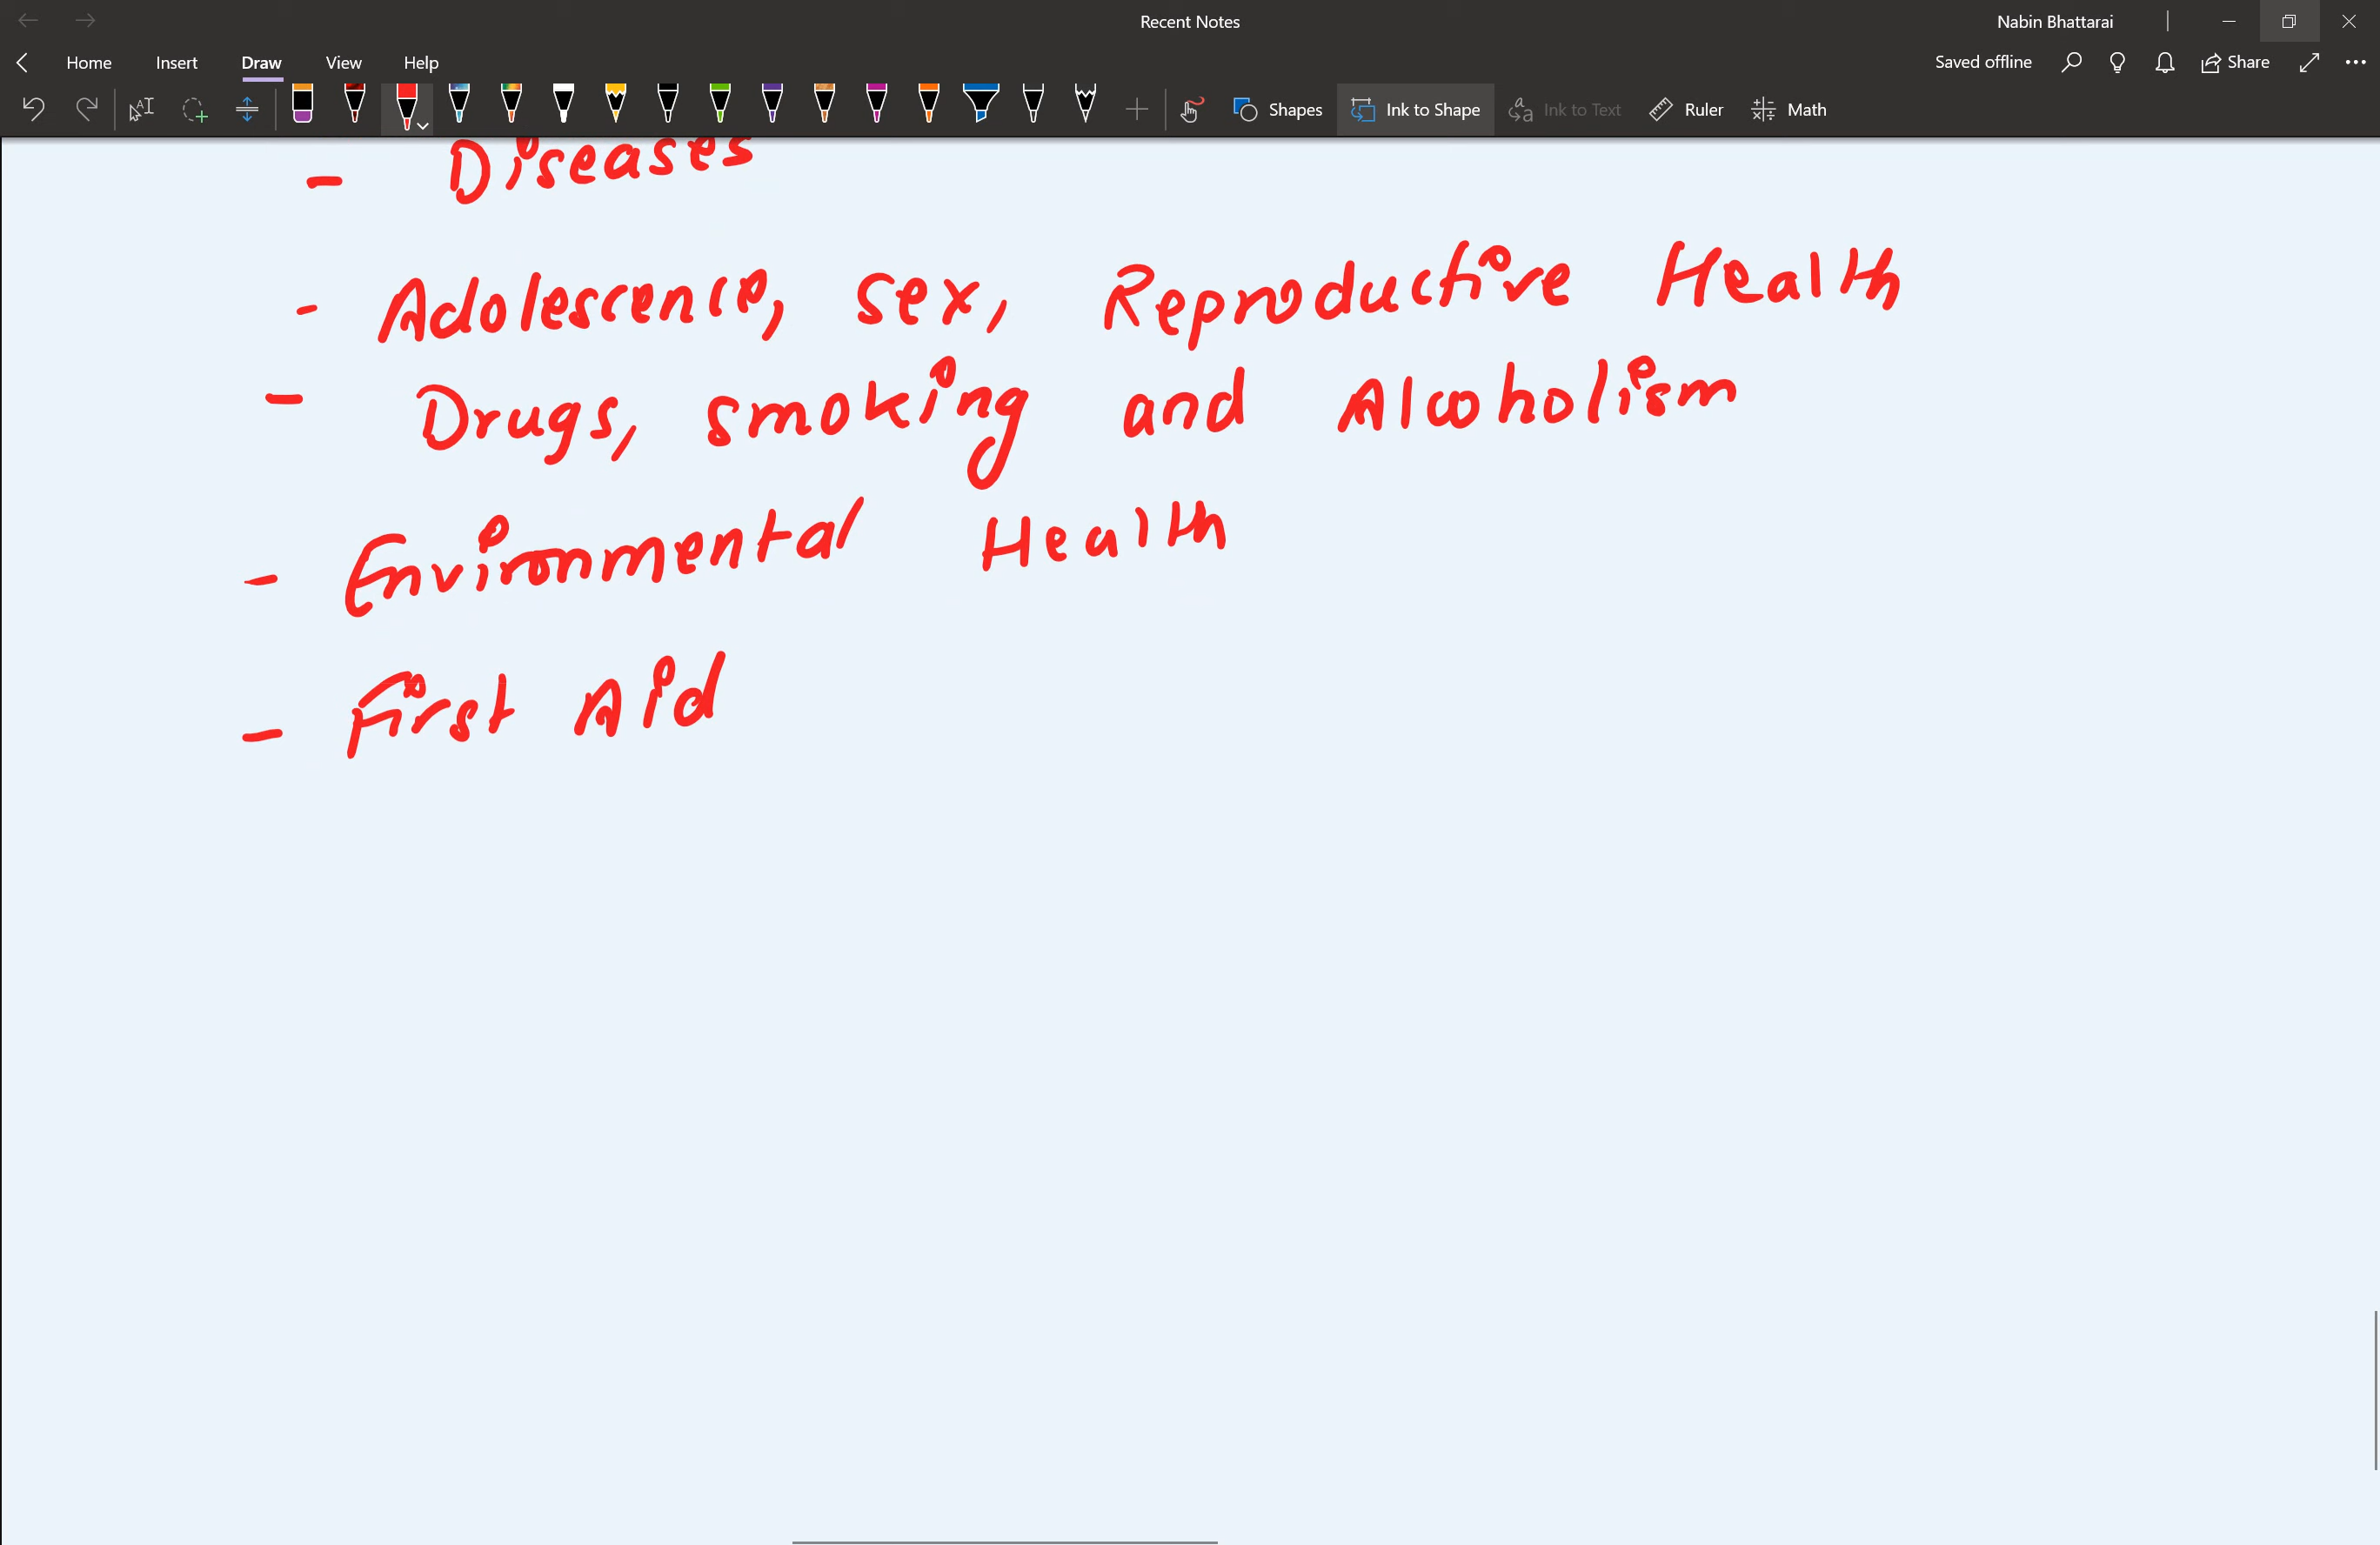 Recent Notes
Nabin Bhattarai
Home Insert Draw View Help
Saved offline
Share
Shapes
Ink to Shape
Ink to Text
Ruler
Math
- Diseases
- Adolescence, Sex, Reproductive Health
- Drugs, smoking and Alcoholism
- Environmental Health
- First Aid